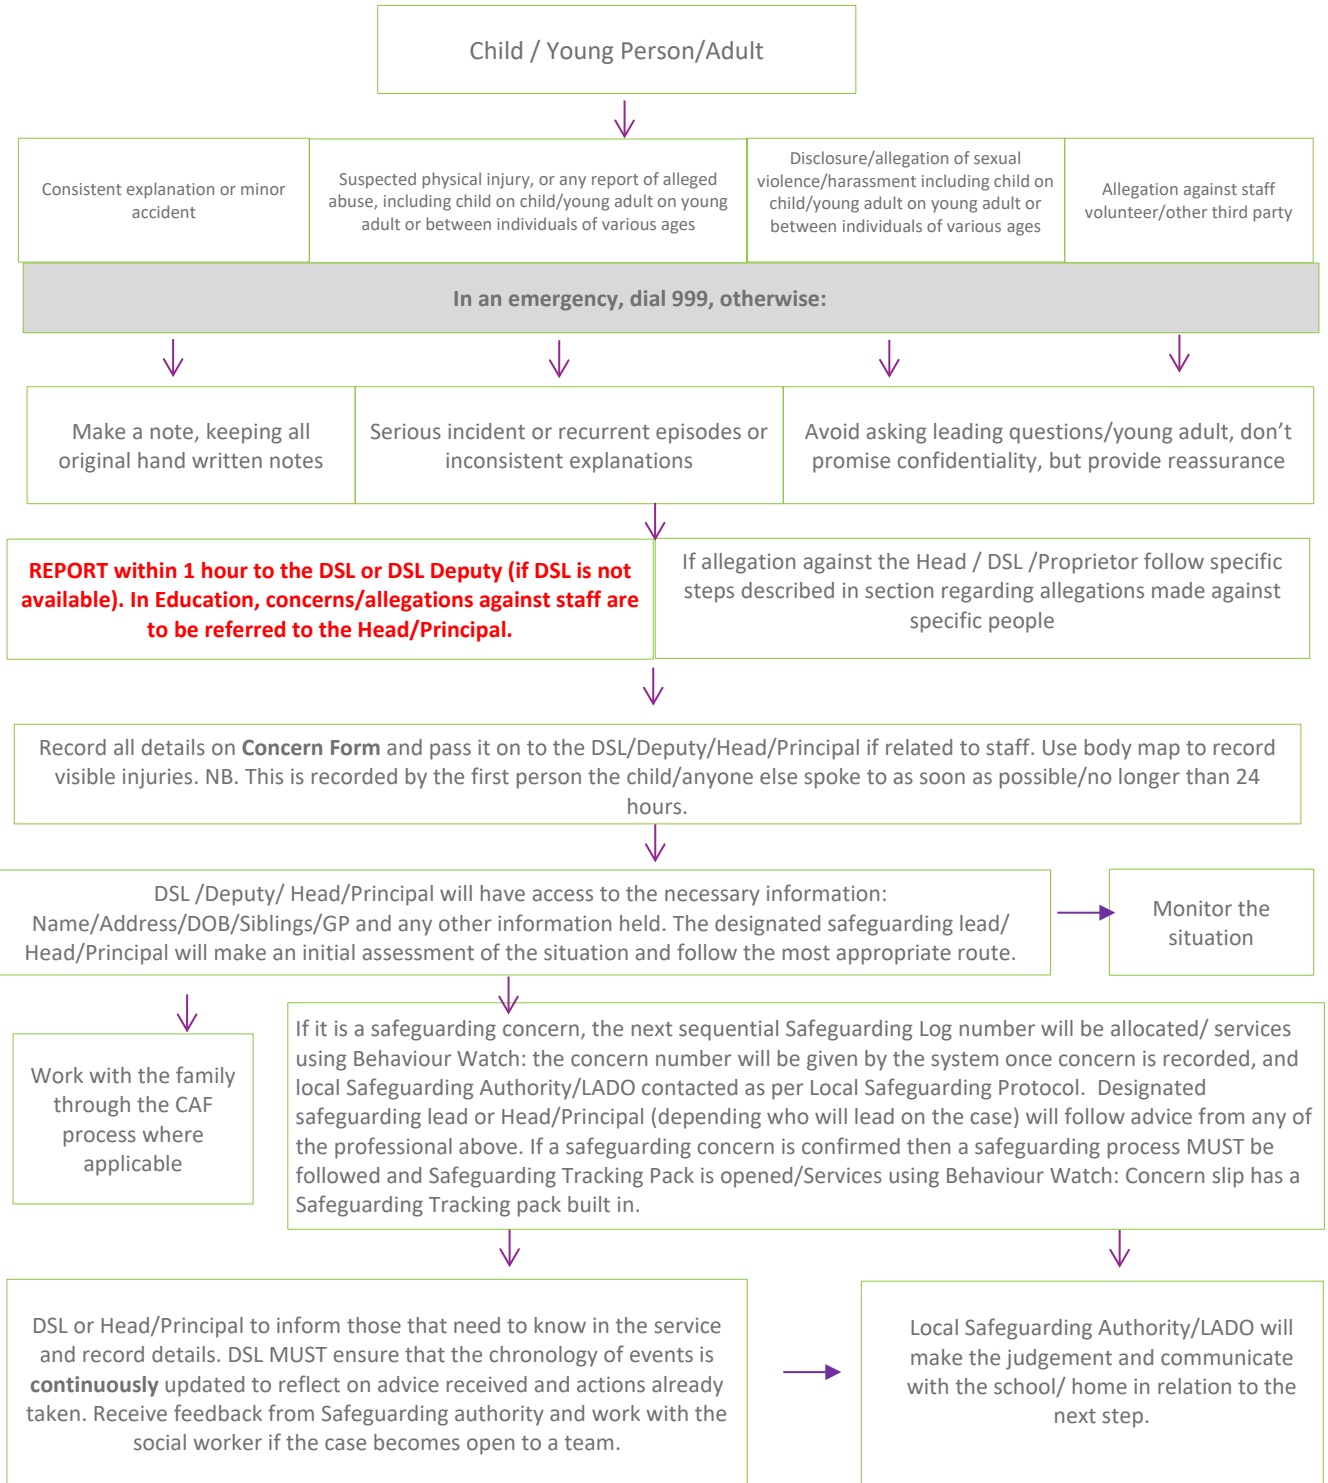 Child / Young Person/Adult
Consistent explanation or minor
accident
Suspected physical injury, or any report of alleged
abuse, including child on child/young adult on young
adult or between individuals of various ages
Disclosure/allegation of sexual
violence/harassment including child on
child/young adult on young adult or
between individuals of various ages
Allegation against staff
volunteer/other third party
In an emergency, dial 999, otherwise:
Make a note, keeping all
original hand written notes
Serious incident or recurrent episodes or
inconsistent explanations
Avoid asking leading questions/young adult, don’t
promise confidentiality, but provide reassurance
REPORT within 1 hour to the DSL or DSL Deputy (if DSL is not
available). In Education, concerns/allegations against staff are
to be referred to the Head/Principal.
If allegation against the Head / DSL /Proprietor follow specific
steps described in section regarding allegations made against
specific people
Record all details on Concern Form and pass it on to the DSL/Deputy/Head/Principal if related to staff. Use body map to record
visible injuries. NB. This is recorded by the first person the child/anyone else spoke to as soon as possible/no longer than 24
hours.
DSL /Deputy/ Head/Principal will have access to the necessary information:
Name/Address/DOB/Siblings/GP and any other information held. The designated safeguarding lead/
Head/Principal will make an initial assessment of the situation and follow the most appropriate route.
Monitor the
situation
Work with the family
through the CAF
process where
applicable
If it is a safeguarding concern, the next sequential Safeguarding Log number will be allocated/ services
using Behaviour Watch: the concern number will be given by the system once concern is recorded, and
local Safeguarding Authority/LADO contacted as per Local Safeguarding Protocol.  Designated
safeguarding lead or Head/Principal (depending who will lead on the case) will follow advice from any of
the professional above. If a safeguarding concern is confirmed then a safeguarding process MUST be
followed and Safeguarding Tracking Pack is opened/Services using Behaviour Watch: Concern slip has a
Safeguarding Tracking pack built in.
DSL or Head/Principal to inform those that need to know in the service
and record details. DSL MUST ensure that the chronology of events is
continuously updated to reflect on advice received and actions already
taken. Receive feedback from Safeguarding authority and work with the
social worker if the case becomes open to a team.
Local Safeguarding Authority/LADO will
make the judgement and communicate
with the school/ home in relation to the
next step.